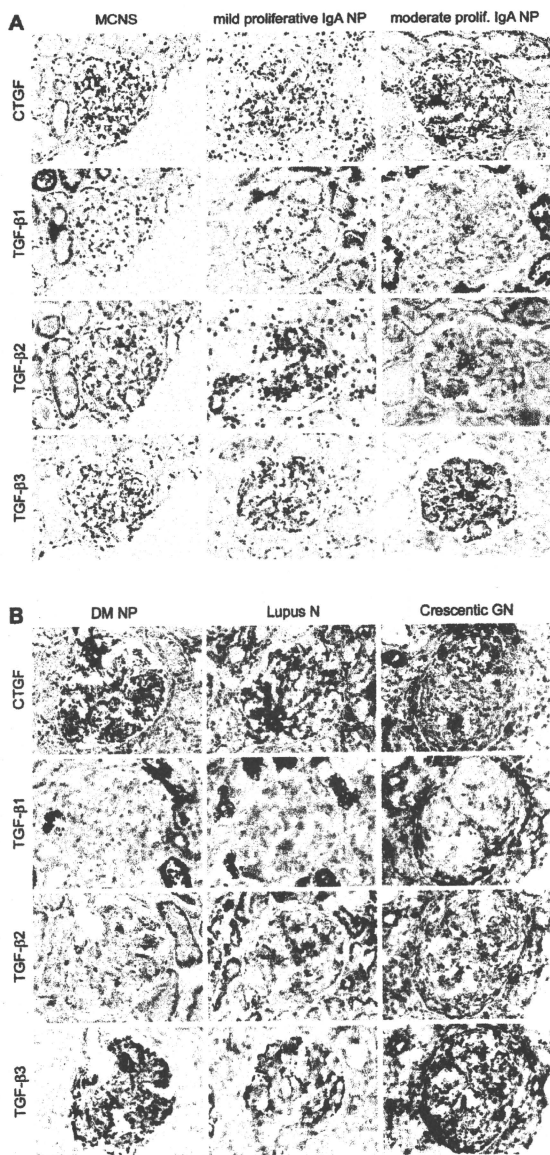 A
MCNS mild proliferative IgA NP moderate prolif. IgA NP
CTGF
TGF-β1
TGF-β2
TGF-β3
B
DM NP Lupus N Crescentic GN
CTGF
TGF-β1
TGF-β2
TGF-β3